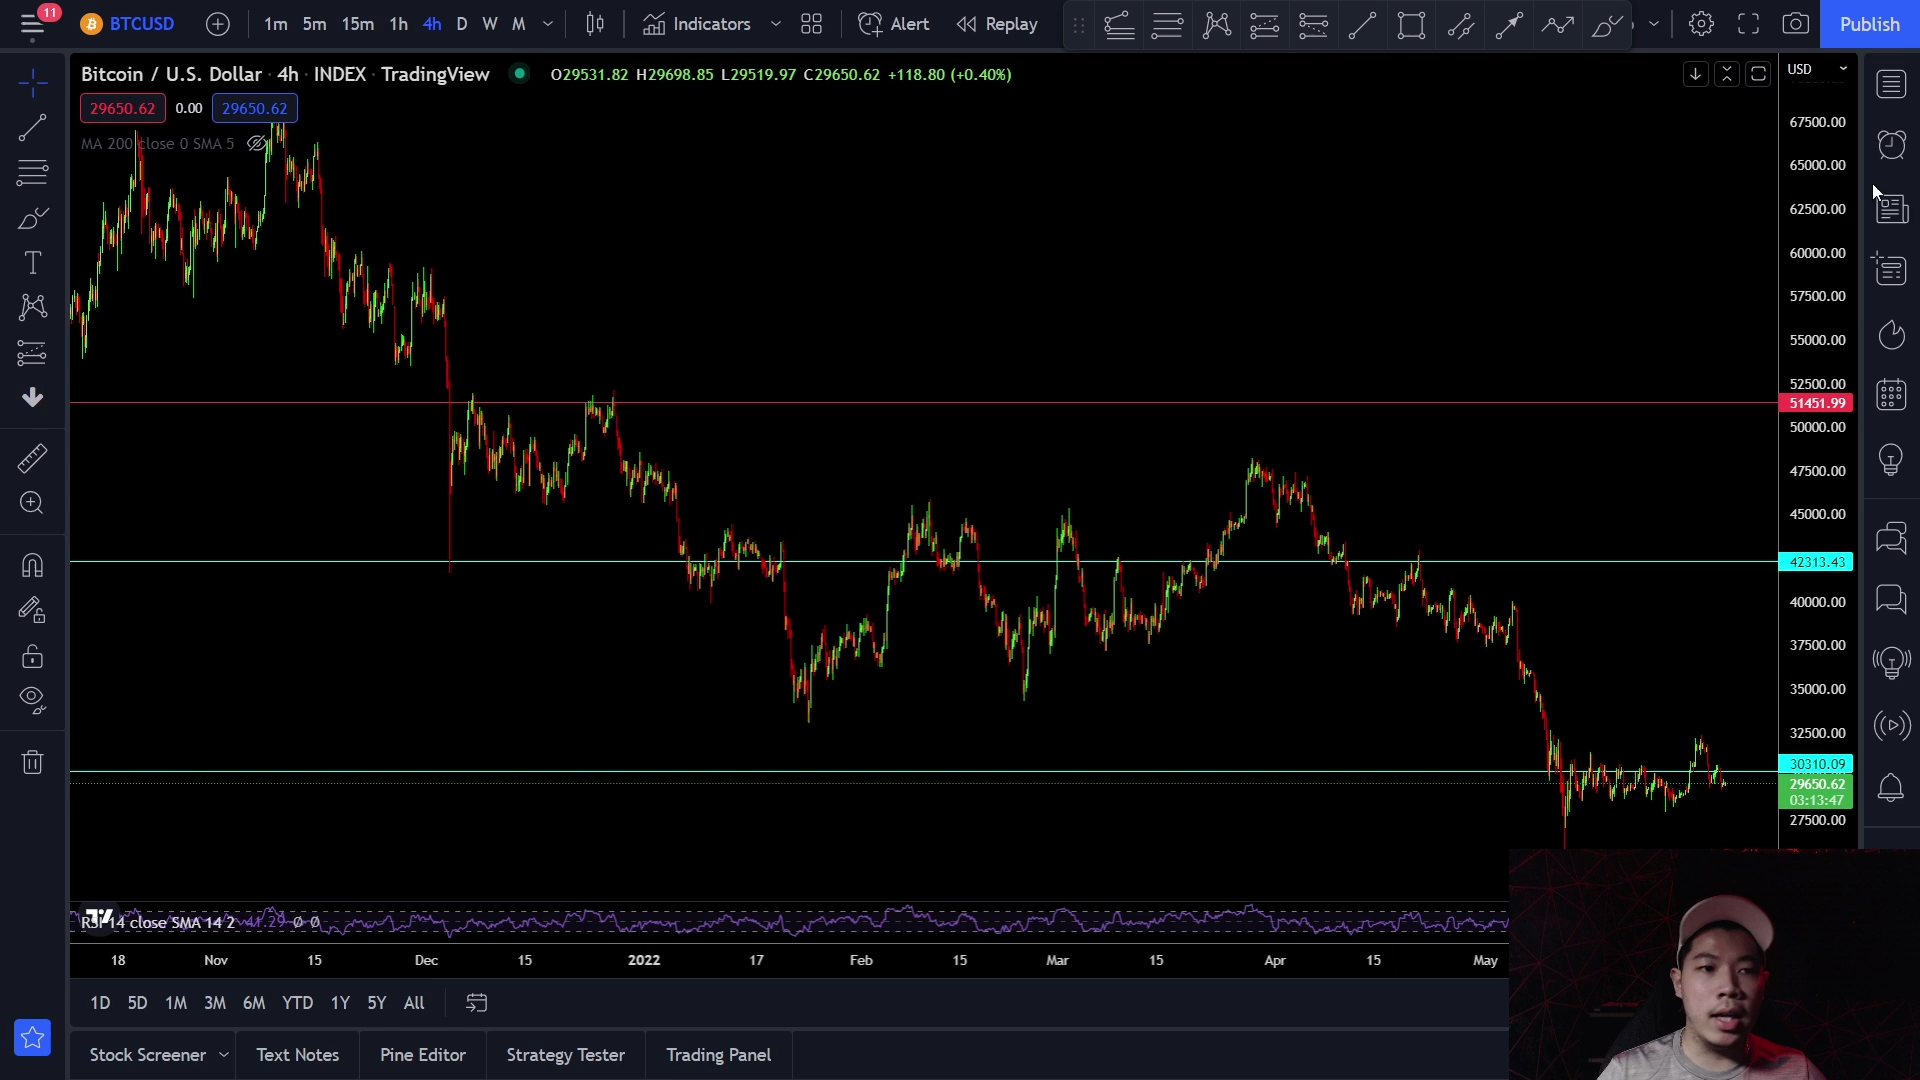 11
BTCUSD
1m 5m 15m 1h 4h D W M
Indicators
Alert
Replay
Publish
Bitcoin / U.S. Dollar · 4h · INDEX · TradingView
O29531.82 H29698.85 L29519.97 C29650.62 +118.80 (+0.40%)
29650.62 0.00 29650.62
MA 200 close 0 SMA 5
USD
67500.00
65000.00
62500.00
60000.00
57500.00
55000.00
52500.00
51451.99
50000.00
47500.00
45000.00
42313.43
40000.00
37500.00
35000.00
32500.00
30310.09
29650.62
03:13:47
27500.00
RSI 14 close SMA 14 2 41.29 Ø Ø
18 Nov 15 Dec 15 2022 17 Feb 15 Mar 15 Apr 15 May
1D 5D 1M 3M 6M YTD 1Y 5Y All
Stock Screener
Text Notes
Pine Editor
Strategy Tester
Trading Panel